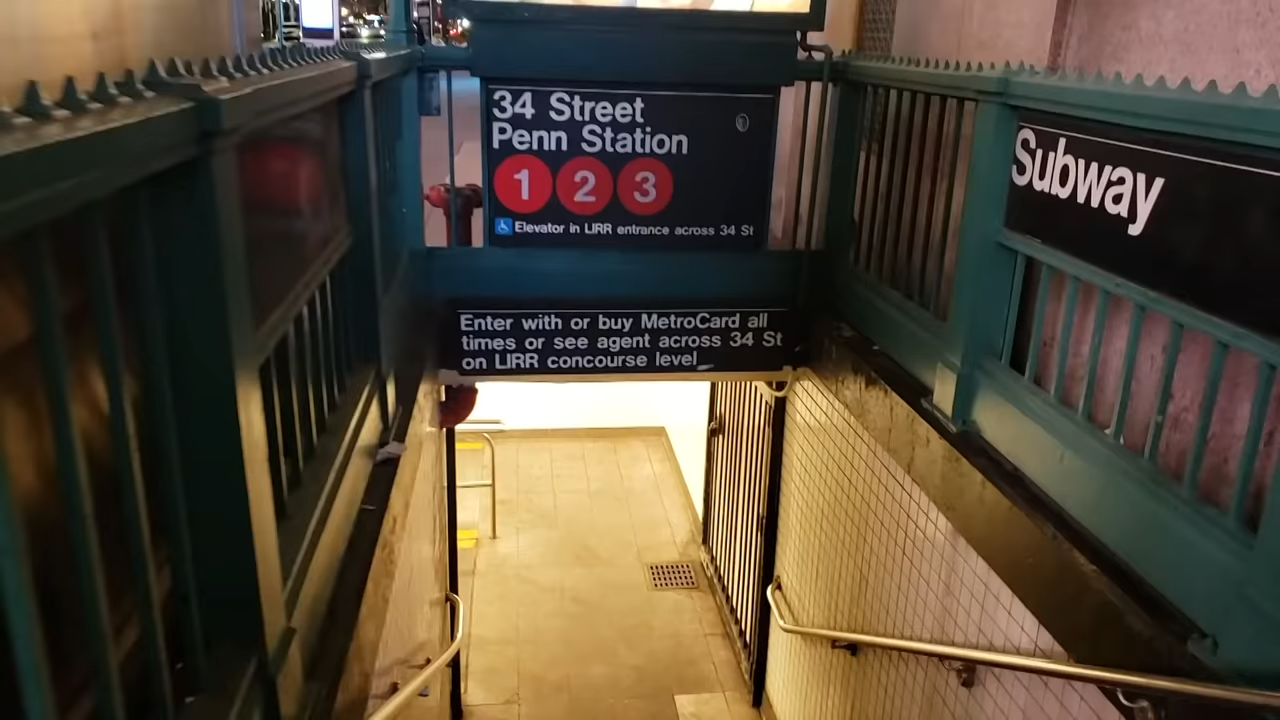 34 Street
Penn Station
1 2 3
Elevator in LIRR entrance across 34 St
Subway
Enter with or buy MetroCard all
times or see agent across 34 St
on LIRR concourse level